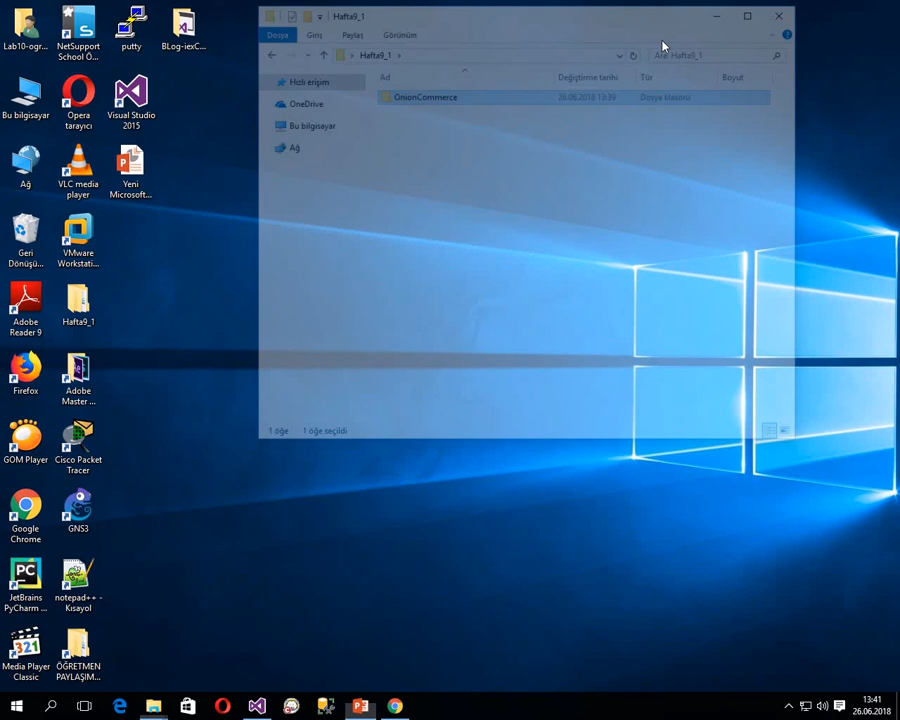 Hafta9_1
Dosya Giriş Paylaş Görünüm
Hafta9_1
Ara: Hafta9_1
Ad Değiştirme tarihi Tür Boyut
Hızlı erişim
OneDrive
Bu bilgisayar
Ağ
OnionCommerce 26.06.2018 13:39 Dosya klasörü
1 öğe 1 öğe seçildi
Lab10-ogr...
NetSupport
School Ö...
putty
BLog-iexC...
Bu bilgisayar
Opera
tarayıcı
Visual Studio
2015
Ağ
VLC media
player
Yeni
Microsoft...
Geri
Dönüşü...
VMware
Workstati...
Adobe
Reader 9
Hafta9_1
Firefox
Adobe
Master ...
GOM Player
Cisco Packet
Tracer
Google
Chrome
GNS3
JetBrains
PyCharm ...
notepad++ -
Kısayol
Media Player
Classic
ÖĞRETMEN
PAYLAŞIM...
13:41
26.06.2018